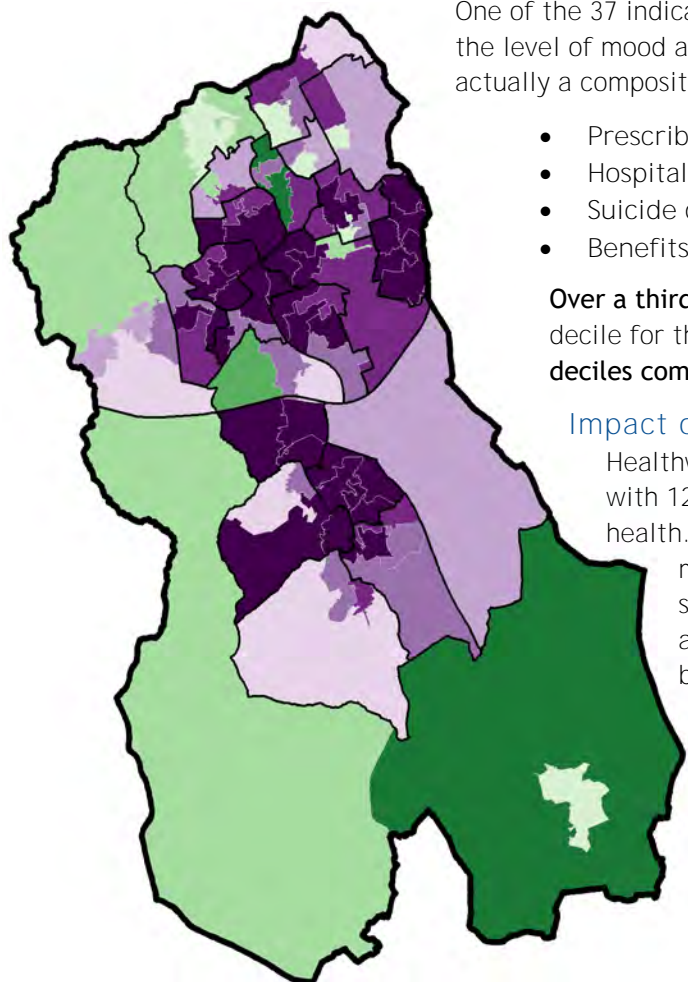 One of the 37 indica
the level of mood a
actually a composit
• Prescrib
• Hospital
• Suicide
• Benefits
Over a third
decile for th
deciles com
Impact
Healthw
with 12
health.